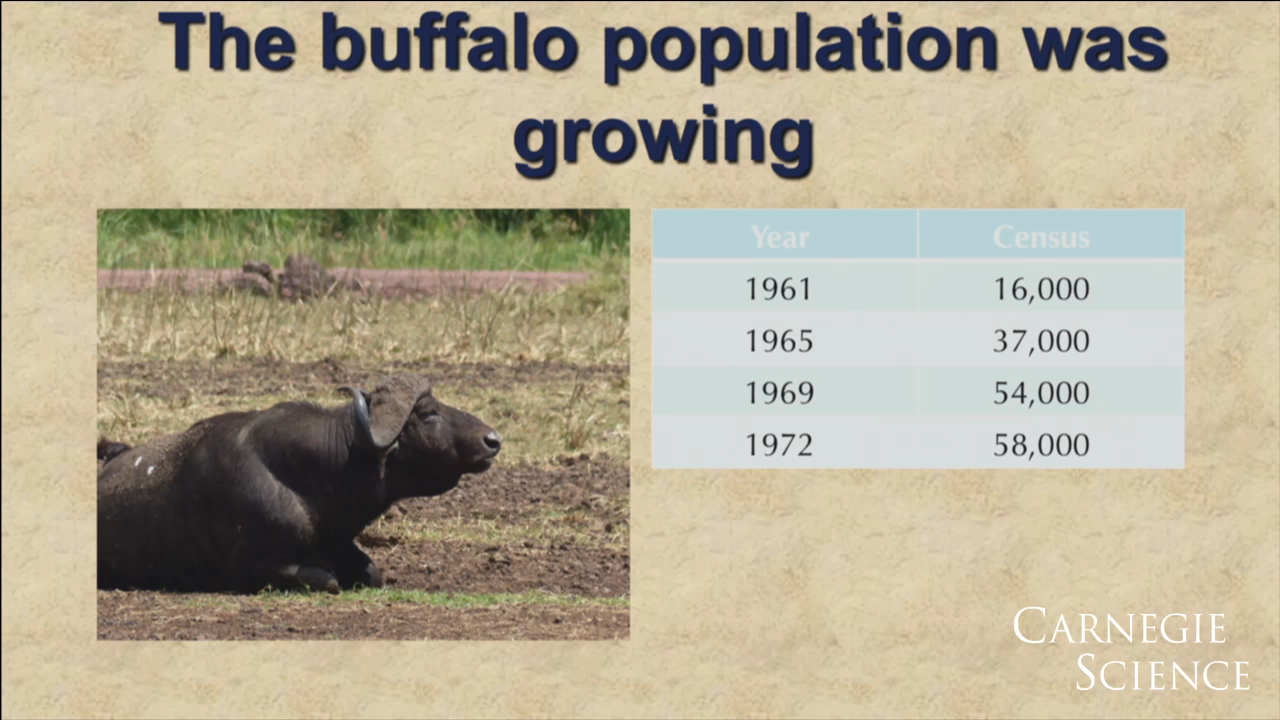 The buffalo population was
growing
Year Census
1961 16,000
1965 37,000
1969 54,000
1972 58,000
CARNEGIE
SCIENCE